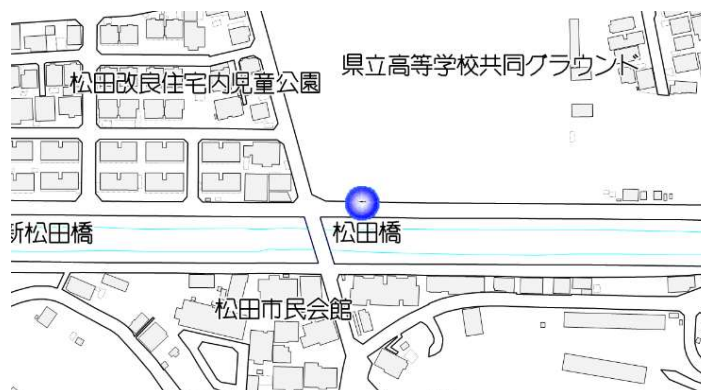 県立高等学校共同グラウンド
松田改良住宅内児童公園
新松田橋
松田橋
松田市民会館